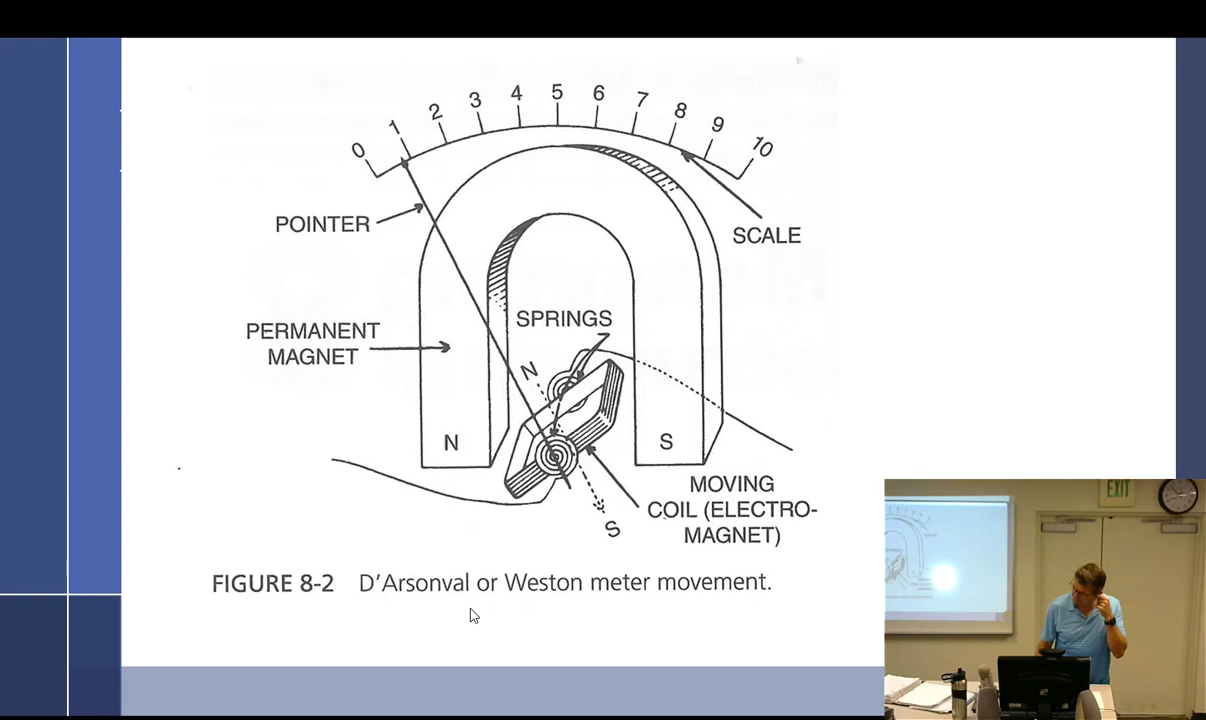 0 1 2 3 4 5 6 7 8 9 10
POINTER
SCALE
PERMANENT
MAGNET
SPRINGS
N
N
S
MOVING
COIL (ELECTRO-
MAGNET)
S
FIGURE 8-2 D'Arsonval or Weston meter movement.
EXIT